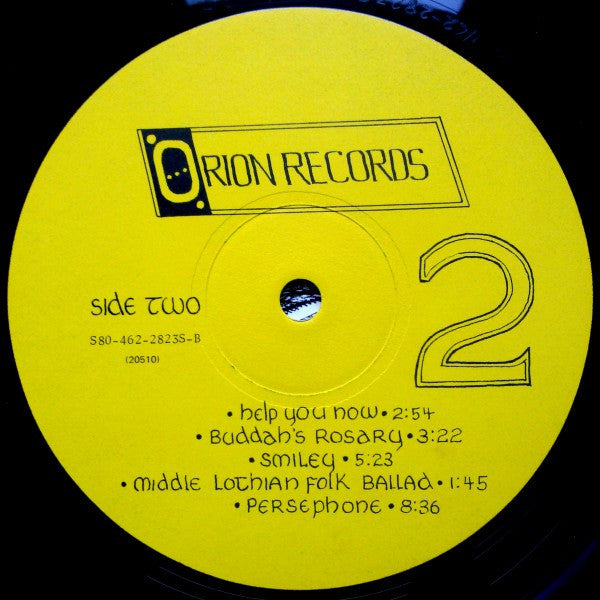 ORION RECORDS
2
side two
S80-462-2823S-B
(20510)
• help you now • 2:54
• Buddah's Rosary • 3:22
• Smiley • 5:23
• Middle Lothian Folk Ballad • 1:45
• Persephone • 8:36